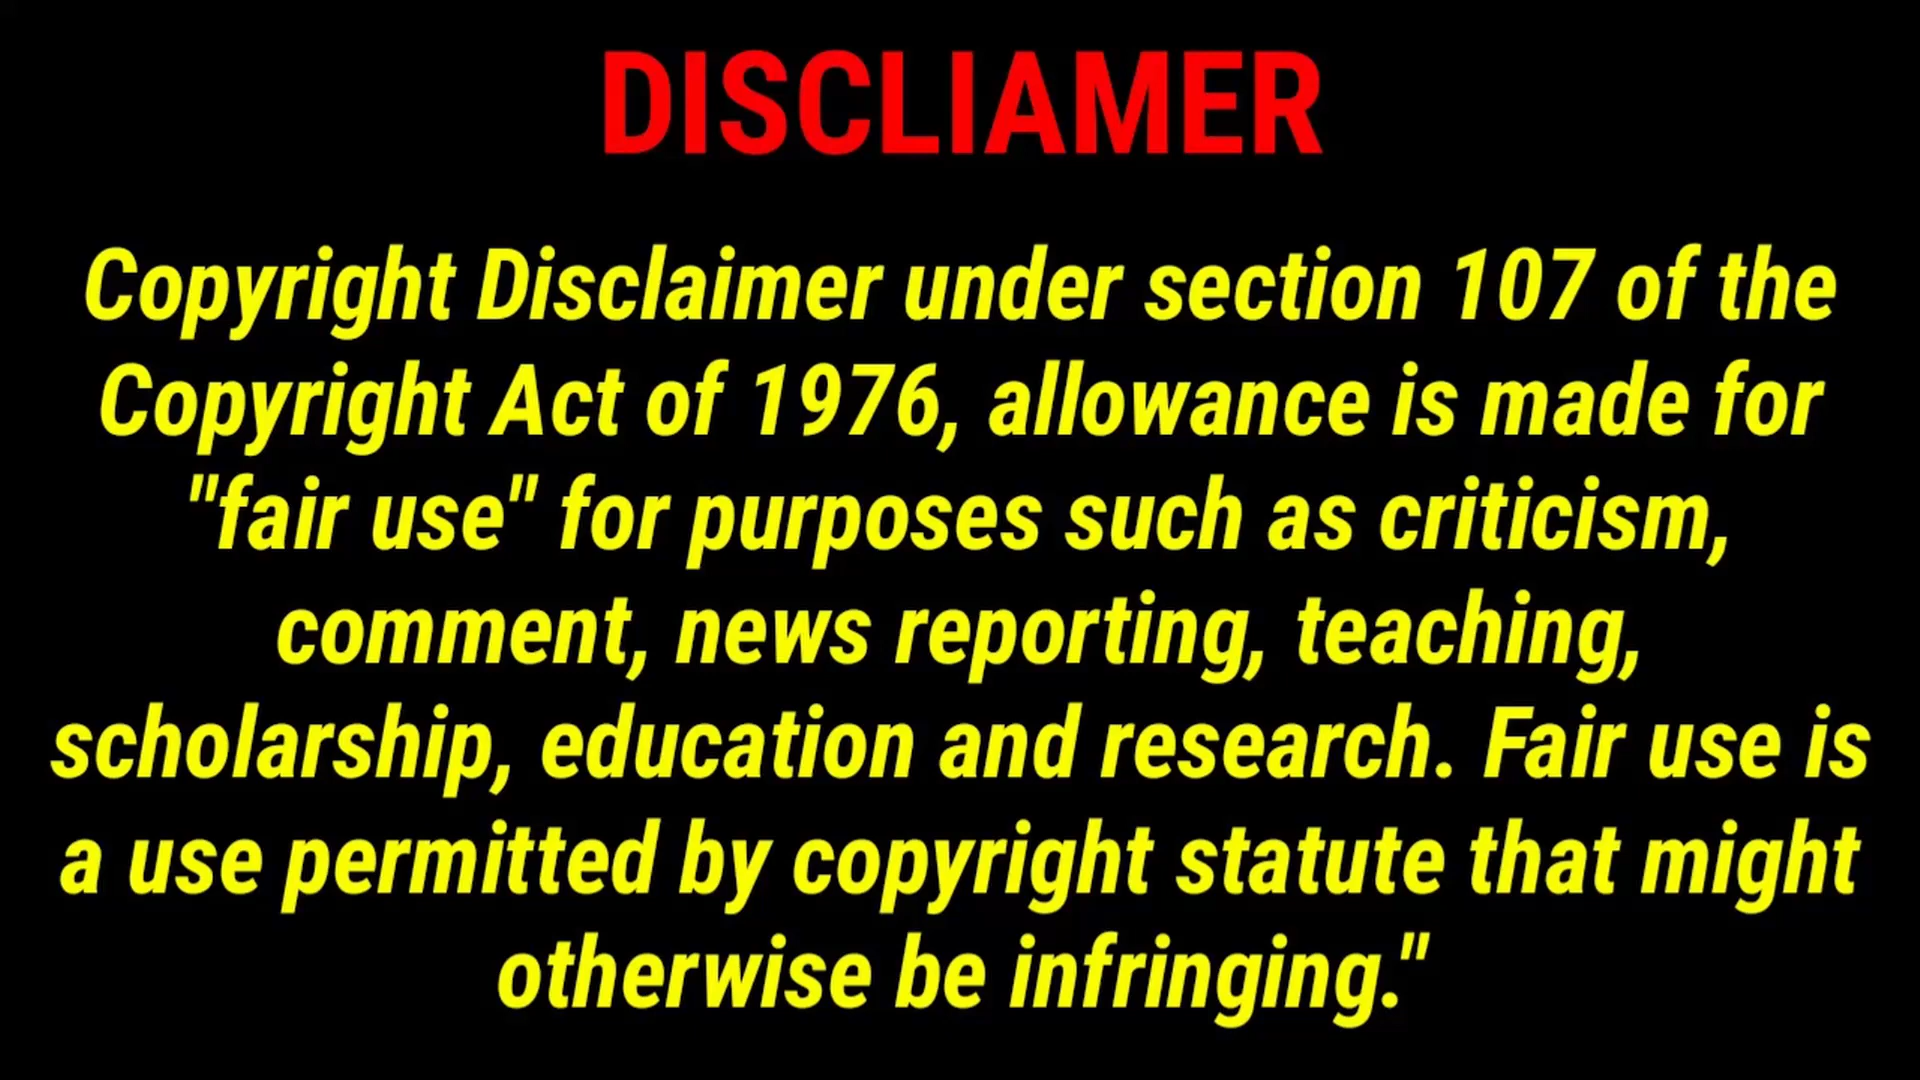 DISCLIAMER
Copyright Disclaimer under section 107 of the
Copyright Act of 1976, allowance is made for
"fair use" for purposes such as criticism,
comment, news reporting, teaching,
scholarship, education and research. Fair use is
a use permitted by copyright statute that might
otherwise be infringing."